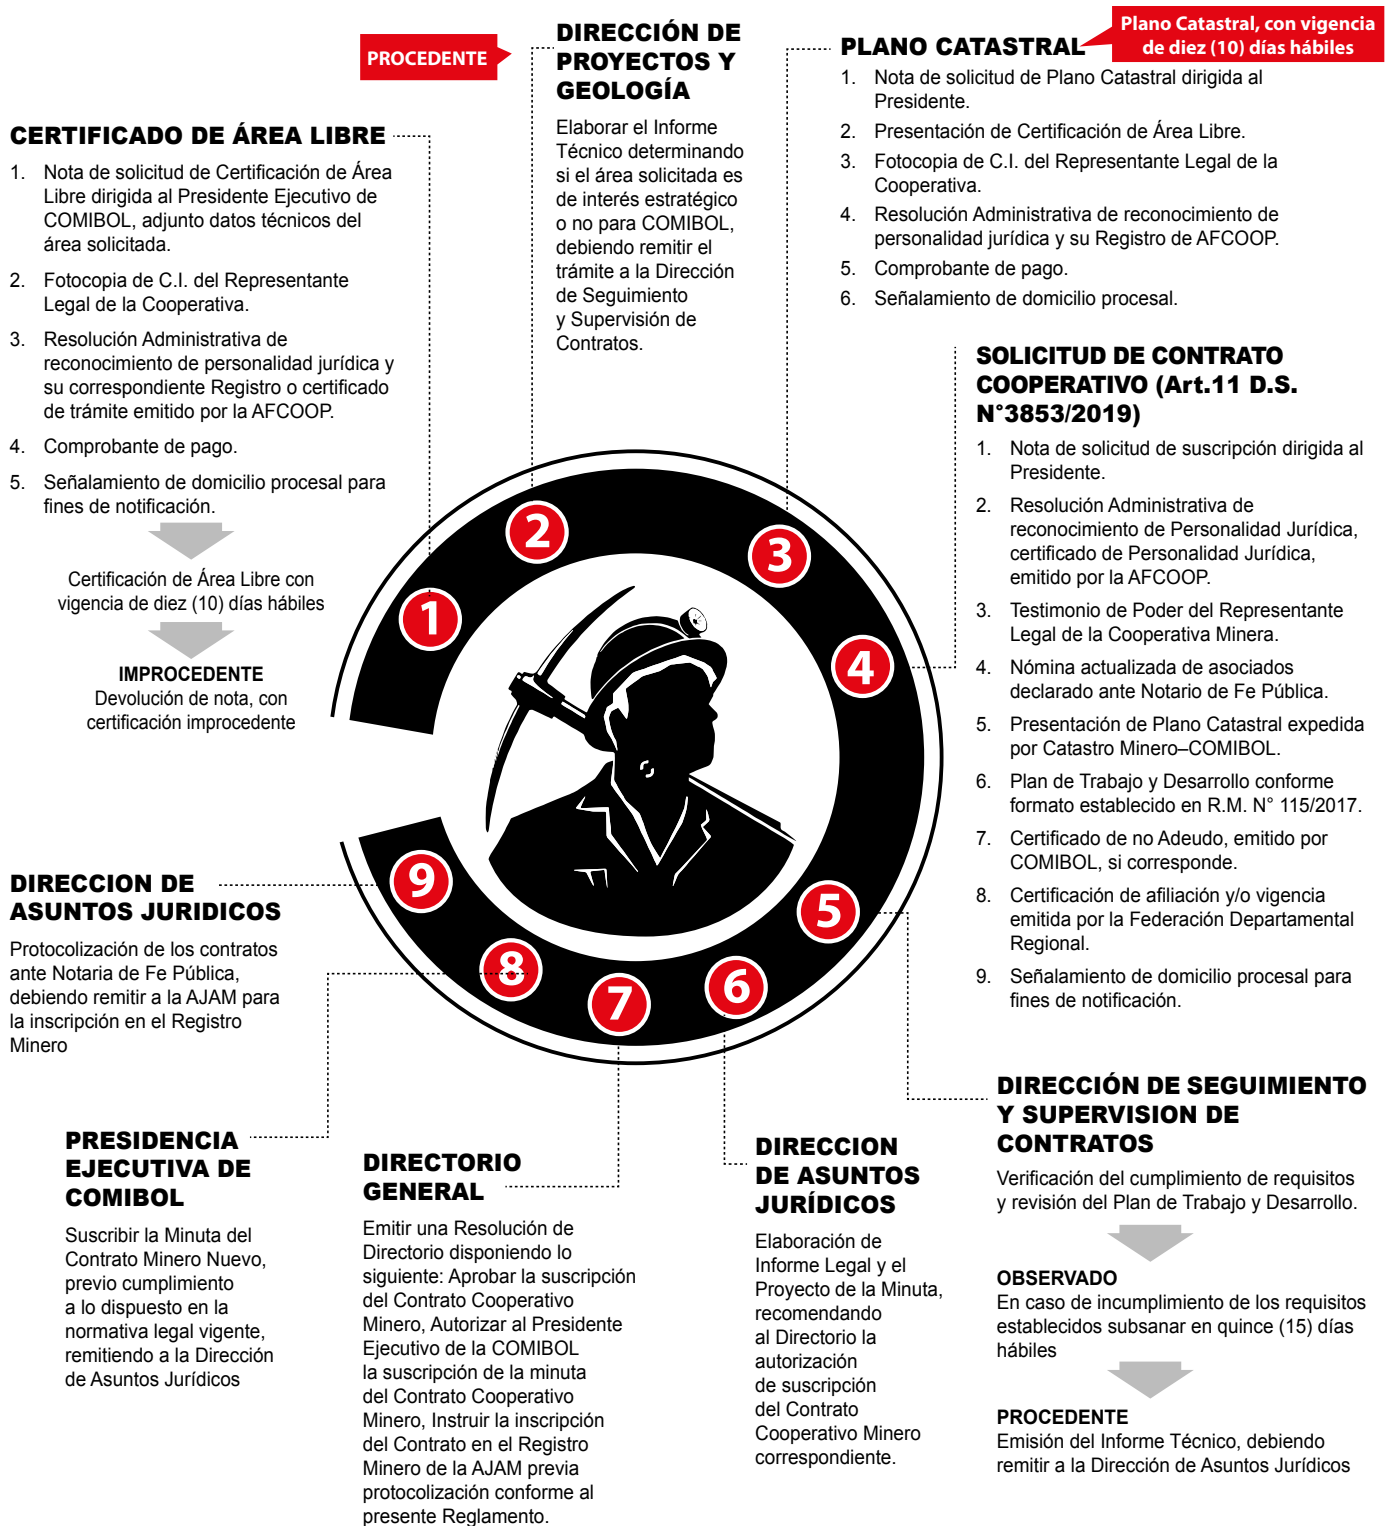 CERTIFICADO DE ÁREA LIBRE
1. Nota de solicitud de Certificación de Área
Libre dirigida al Presidente Ejecutivo de
COMIBOL, adjunto datos técnicos del
área solicitada.
2. Fotocopia de C.I. del Representante
Legal de la Cooperativa.
3. Resolución Administrativa de
reconocimiento de personalidad jurídica y
su correspondiente Registro o certificado
de trámite emitido por la AFCOOP.
4. Comprobante de pago.
5. Señalamiento de domicilio procesal para
fines de notificación.
Certificación de Área Libre con
vigencia de diez (10) días hábiles
IMPROCEDENTE
Devolución de nota, con
certificación improcedente
PROCEDENTE
DIRECCIÓN DE
PROYECTOS Y
GEOLOGÍA
Elaborar el Informe
Técnico determinando
si el área solicitada es
de interés estratégico
o no para COMIBOL,
debiendo remitir el
trámite a la Dirección
de Seguimiento
y Supervisión de
Contratos.
PLANO CATASTRAL
Plano Catastral, con vigencia
de diez (10) días hábiles
1. Nota de solicitud de Plano Catastral dirigida al
Presidente.
2. Presentación de Certificación de Área Libre.
3. Fotocopia de C.I. del Representante Legal de la
Cooperativa.
4. Resolución Administrativa de reconocimiento de
personalidad jurídica y su Registro de AFCOOP.
5. Comprobante de pago.
6. Señalamiento de domicilio procesal.
SOLICITUD DE CONTRATO
COOPERATIVO (Art.11 D.S.
N°3853/2019)
1. Nota de solicitud de suscripción dirigida al
Presidente.
2. Resolución Administrativa de
reconocimiento de Personalidad Jurídica,
certificado de Personalidad Jurídica,
emitido por la AFCOOP.
3. Testimonio de Poder del Representante
Legal de la Cooperativa Minera.
4. Nómina actualizada de asociados
declarado ante Notario de Fe Pública.
5. Presentación de Plano Catastral expedida
por Catastro Minero–COMIBOL.
6. Plan de Trabajo y Desarrollo conforme
formato establecido en R.M. N° 115/2017.
7. Certificado de no Adeudo, emitido por
COMIBOL, si corresponde.
8. Certificación de afiliación y/o vigencia
emitida por la Federación Departamental
Regional.
9. Señalamiento de domicilio procesal para
fines de notificación.
1
2
3
4
5
6
7
8
9
DIRECCIÓN DE SEGUIMIENTO
Y SUPERVISION DE
CONTRATOS
Verificación del cumplimiento de requisitos
y revisión del Plan de Trabajo y Desarrollo.
OBSERVADO
En caso de incumplimiento de los requisitos
establecidos subsanar en quince (15) días
hábiles
PROCEDENTE
Emisión del Informe Técnico, debiendo
remitir a la Dirección de Asuntos Jurídicos
DIRECCION
DE ASUNTOS
JURÍDICOS
Elaboración de
Informe Legal y el
Proyecto de la Minuta,
recomendando
al Directorio la
autorización
de suscripción
del Contrato
Cooperativo Minero
correspondiente.
DIRECTORIO
GENERAL
Emitir una Resolución de
Directorio disponiendo lo
siguiente: Aprobar la suscripción
del Contrato Cooperativo
Minero, Autorizar al Presidente
Ejecutivo de la COMIBOL
la suscripción de la minuta
del Contrato Cooperativo
Minero, Instruir la inscripción
del Contrato en el Registro
Minero de la AJAM previa
protocolización conforme al
presente Reglamento.
PRESIDENCIA
EJECUTIVA DE
COMIBOL
Suscribir la Minuta del
Contrato Minero Nuevo,
previo cumplimiento
a lo dispuesto en la
normativa legal vigente,
remitiendo a la Dirección
de Asuntos Jurídicos
DIRECCION DE
ASUNTOS JURIDICOS
Protocolización de los contratos
ante Notaria de Fe Pública,
debiendo remitir a la AJAM para
la inscripción en el Registro
Minero